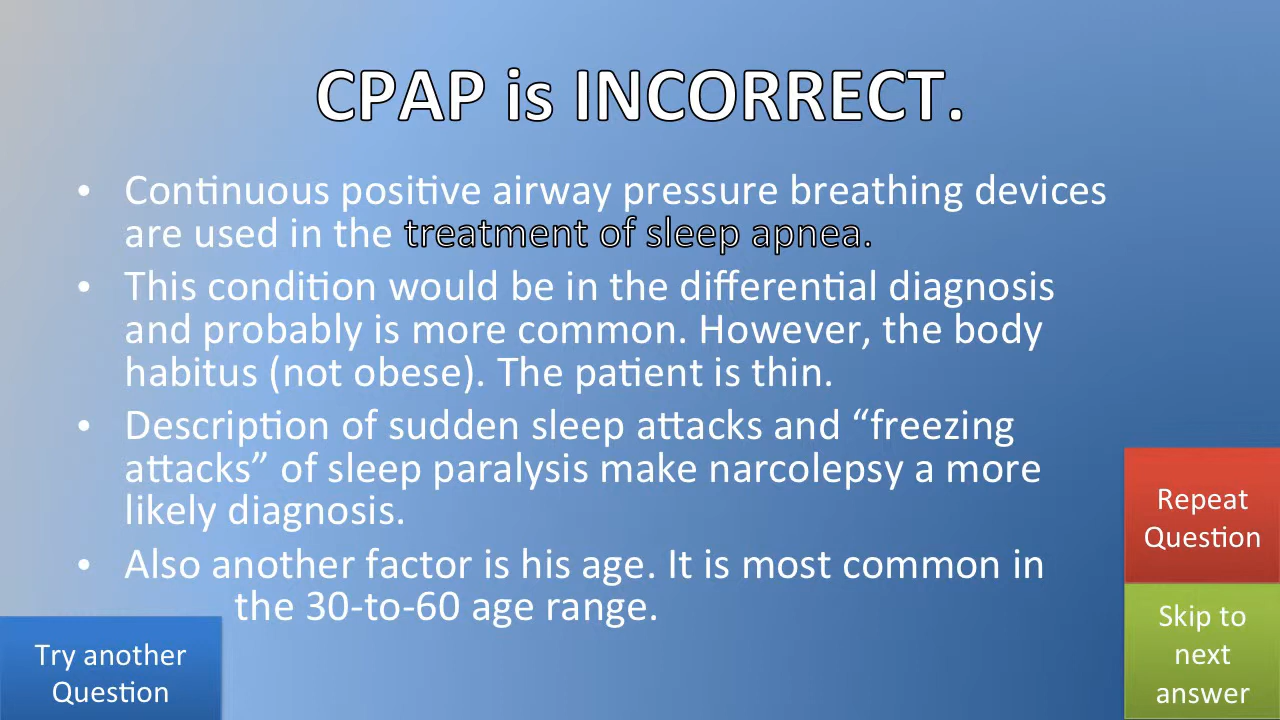 CPAP is INCORRECT.
• Continuous positive airway pressure breathing devices
are used in the treatment of sleep apnea.
• This condition would be in the differential diagnosis
and probably is more common. However, the body
habitus (not obese). The patient is thin.
• Description of sudden sleep attacks and “freezing
attacks” of sleep paralysis make narcolepsy a more
likely diagnosis.
• Also another factor is his age. It is most common in
the 30-to-60 age range.
Repeat
Question
Skip to
next
answer
Try another
Question